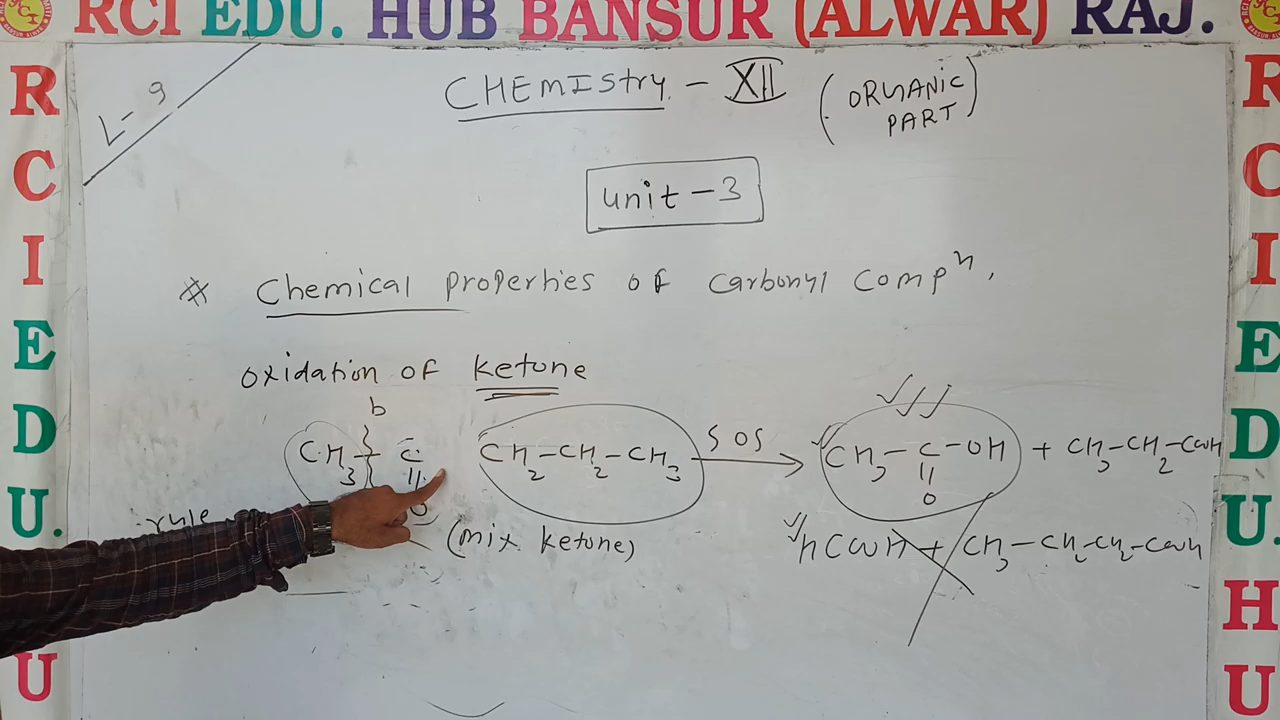 RCI EDU. HUB BANSUR (ALWAR) RAJ.
R
C
I
E
D
U.
U
R
C
I
E
D
U.
H
U
L-9
CHEMIStry - XII (ORGANIC PART)
unit-3
* Chemical properties of carbonyl compⁿ.
oxidation of ketone
b
CH₃ - C CH₂-CH₂-CH₃ SOS → CH₃-C-OH + CH₃-CH₂-COOH
|| ||
O O
rule (mix ketone) HCOOH + CH₃-CH₂-CH₂-COOH